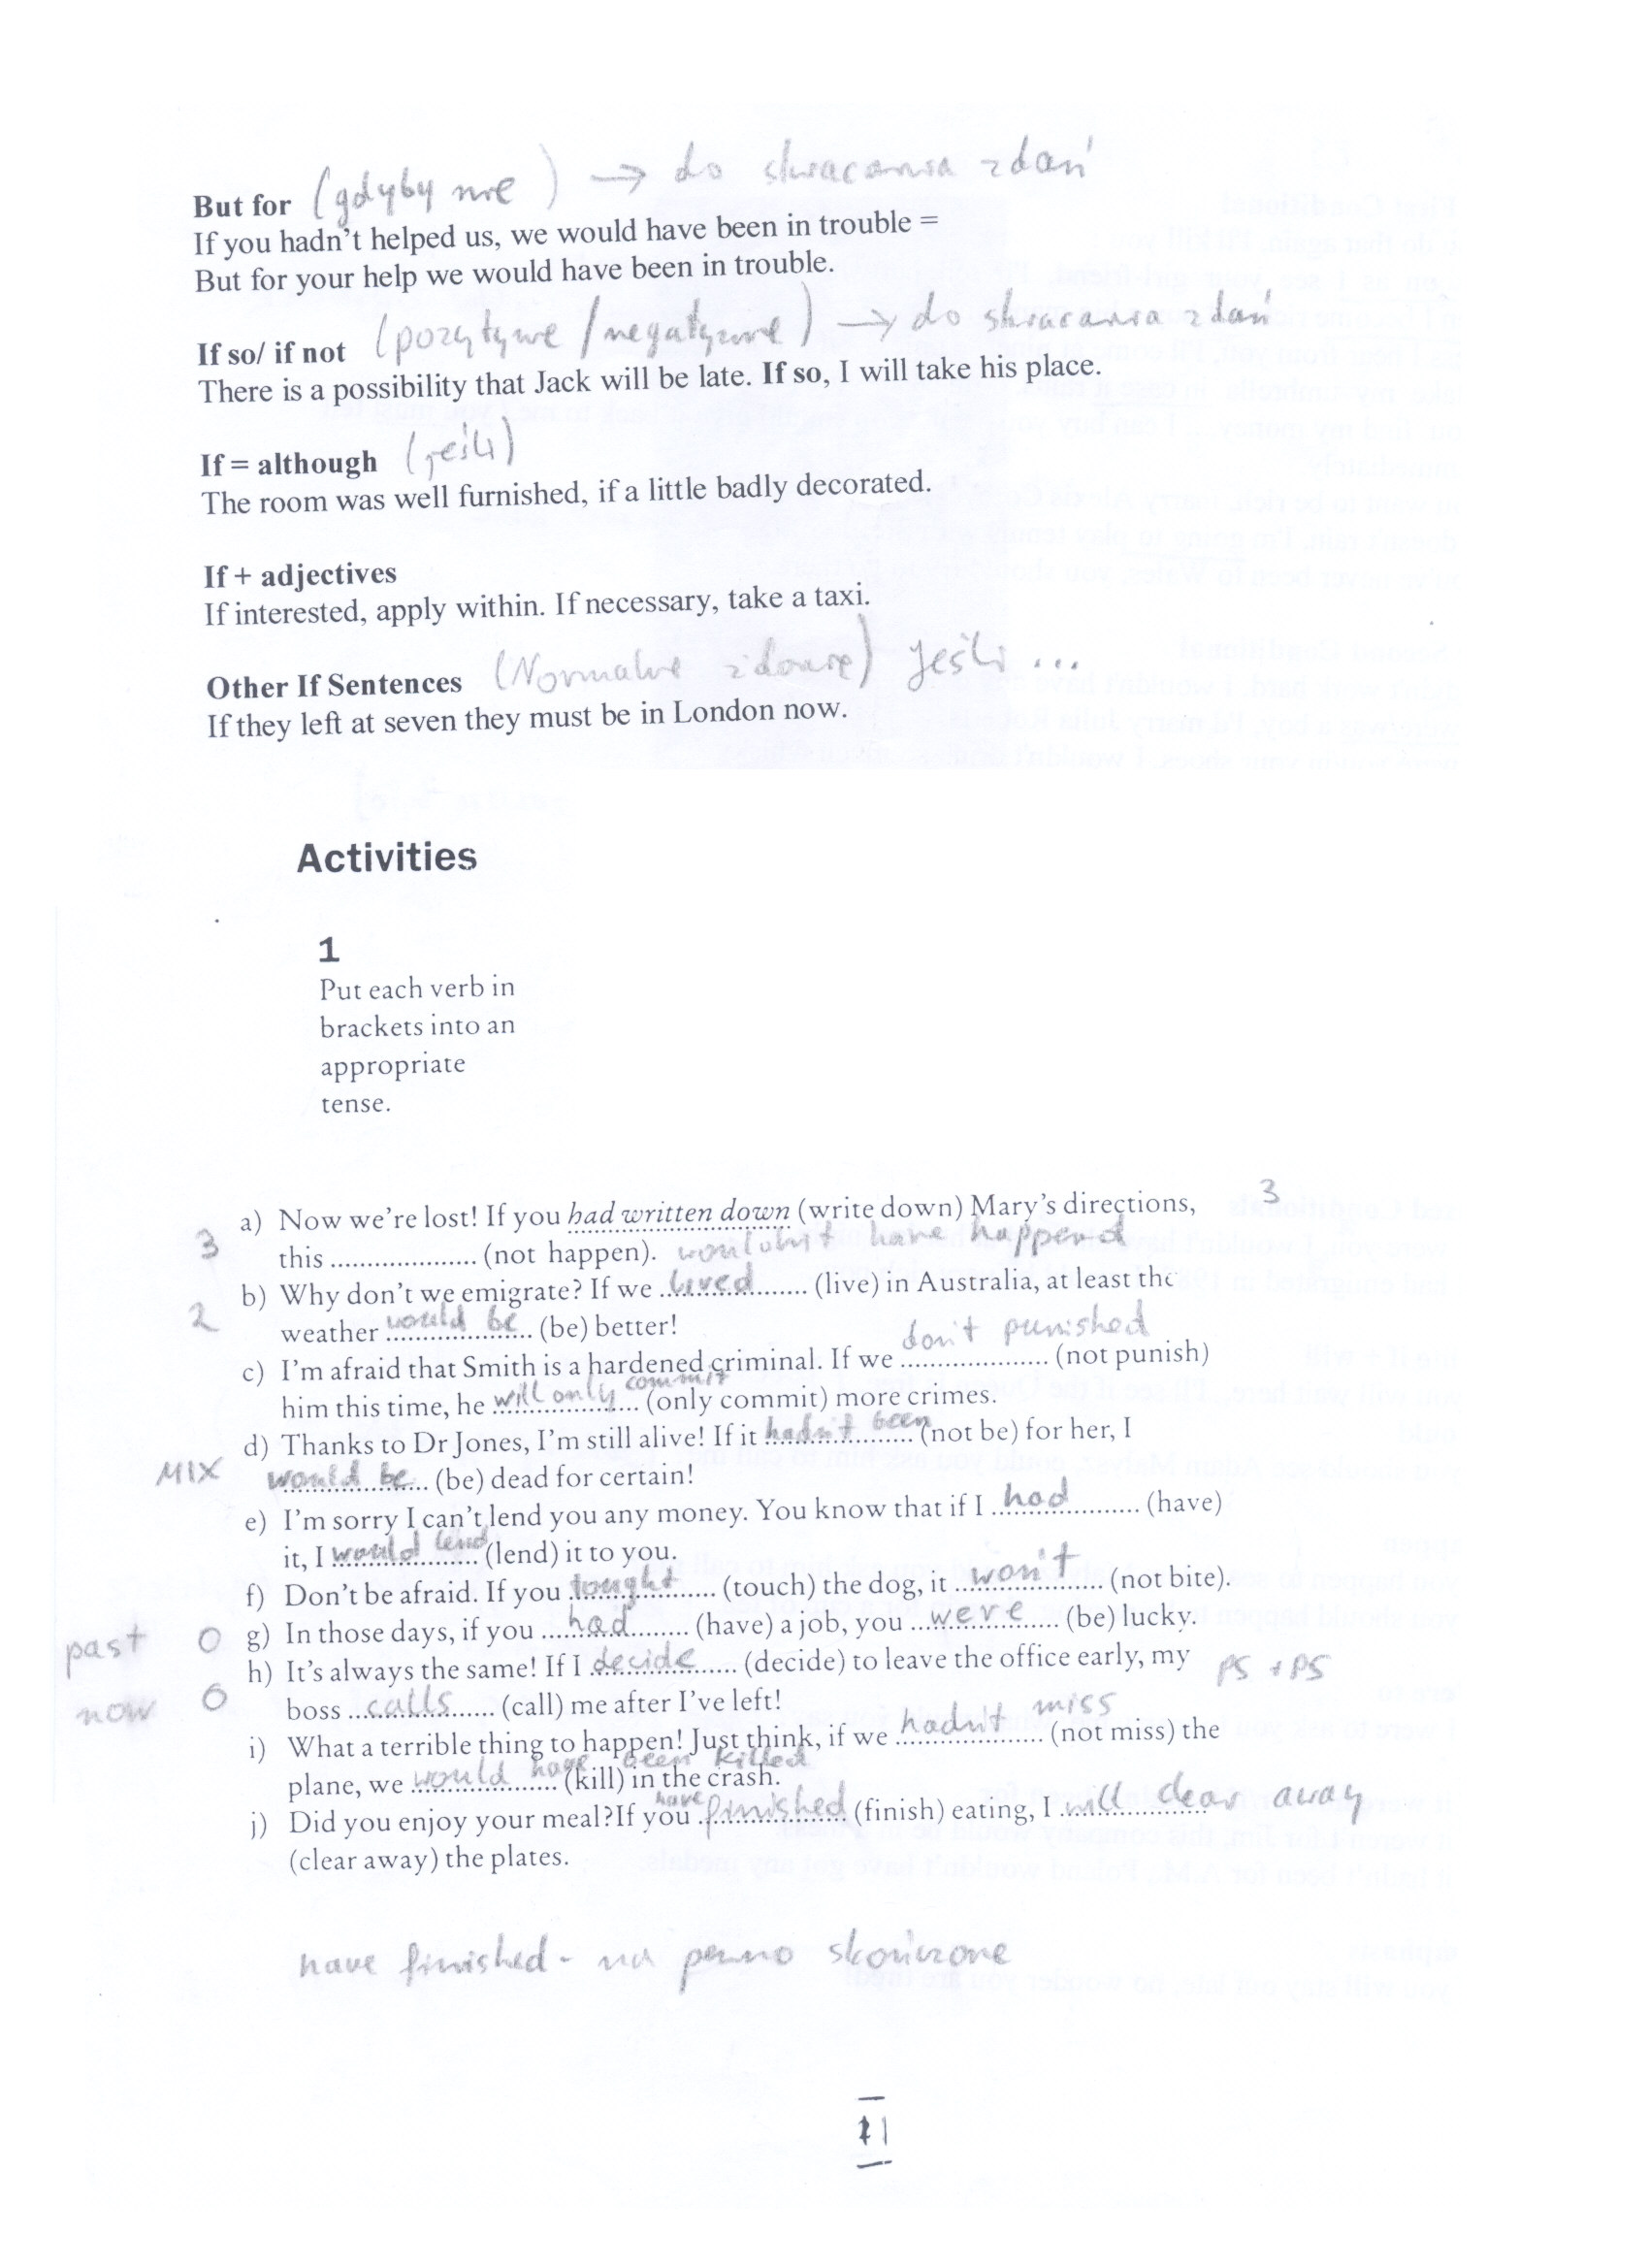 But for (gdyby nie) → do skracania zdań
If you hadn't helped us, we would have been in trouble =
But for your help we would have been in trouble.
If so/ if not (pozytywne / negatywne) → do skracania zdań
There is a possibility that Jack will be late. If so, I will take his place.
If = although (jeśli)
The room was well furnished, if a little badly decorated.
If + adjectives
If interested, apply within. If necessary, take a taxi.
Other If Sentences (Normalne zdanie) Jeśli ...
If they left at seven they must be in London now.
Activities
1
Put each verb in
brackets into an
appropriate
tense.
a) Now we're lost! If you had written down (write down) Mary's directions, 3
3 this .................. (not happen). wouldn't have happend
b) Why don't we emigrate? If we lived (live) in Australia, at least the
2 weather would be (be) better!
c) I'm afraid that Smith is a hardened criminal. If we don't punished (not punish)
him this time, he will only commit (only commit) more crimes.
d) Thanks to Dr Jones, I'm still alive! If it hadn't been (not be) for her, I
MIX would be (be) dead for certain!
e) I'm sorry I can't lend you any money. You know that if I had (have)
it, I would lend (lend) it to you.
f) Don't be afraid. If you tought (touch) the dog, it won't (not bite).
past 0 g) In those days, if you had (have) a job, you were (be) lucky.
h) It's always the same! If I decide (decide) to leave the office early, my PS + PS
now 0 boss calls (call) me after I've left!
i) What a terrible thing to happen! Just think, if we hadn't miss (not miss) the
plane, we would have been killed (kill) in the crash.
j) Did you enjoy your meal?If you have finished (finish) eating, I will clear away
(clear away) the plates.
have finished - na pewno skończone